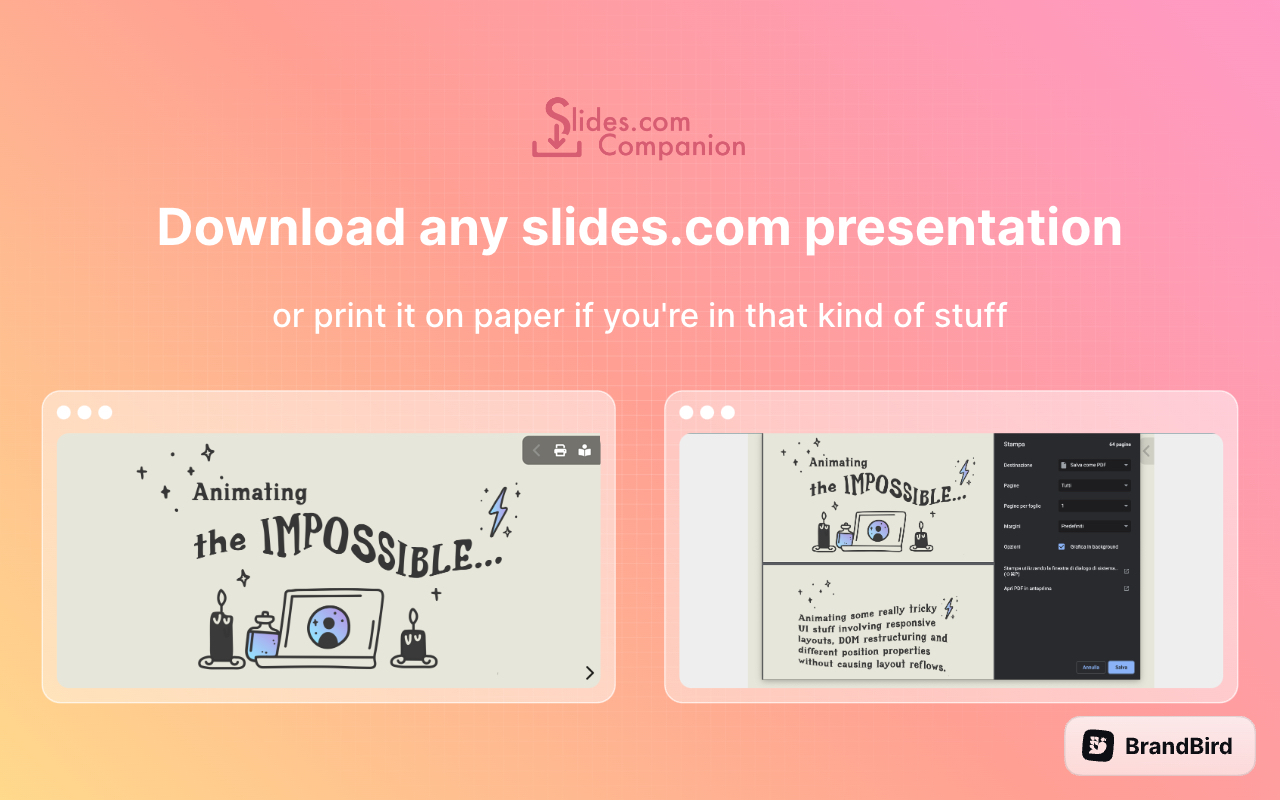 Slides.com
Companion
Download any slides.com presentation
or print it on paper if you're in that kind of stuff
Animating
the IMPOSSIBLE...
Animating
the IMPOSSIBLE...
Animating some really tricky
UI stuff involving responsive
layouts, DOM restructuring and
different position properties
without causing layout reflows.
Stampa 64 pagine
Destinazione Salva come PDF
Pagine Tutti
Pagine per foglio 1
Margini Predefiniti
Opzioni Grafica in background
Stampa utilizzando la finestra di dialogo di sistema...
Apri PDF in anteprima
Annulla Salva
BrandBird